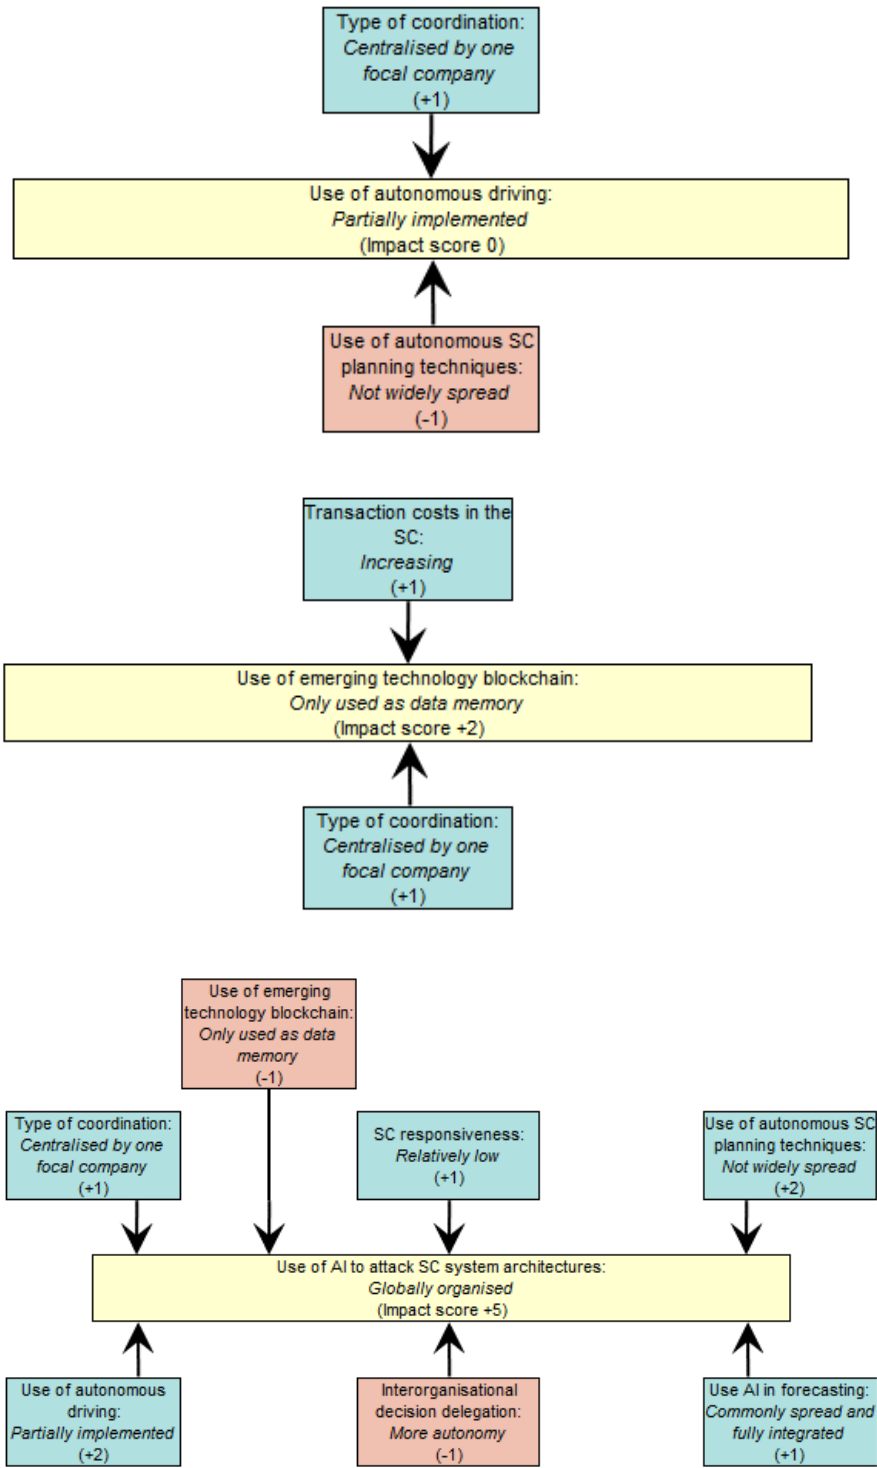 Type of coordination:
Centralised by one
focal company
(+1)
Use of autonomous driving:
Partially implemented
(Impact score 0)
Use of autonomous SC
planning techniques:
Not widely spread
(-1)
Transaction costs in the
SC:
Increasing
(+1)
Use of emerging technology blockchain:
Only used as data memory
(Impact score +2)
Type of coordination:
Centralised by one
focal company
(+1)
Use of emerging
technology blockchain:
Only used as data
memory
(-1)
Type of coordination:
Centralised by one
focal company
(+1)
SC responsiveness:
Relatively low
(+1)
Use of autonomous SC
planning techniques:
Not widely spread
(+2)
Use of AI to attack SC system architectures:
Globally organised
(Impact score +5)
Use of autonomous
driving:
Partially implemented
(+2)
Interorganisational
decision delegation:
More autonomy
(-1)
Use AI in forecasting:
Commonly spread and
fully integrated
(+1)